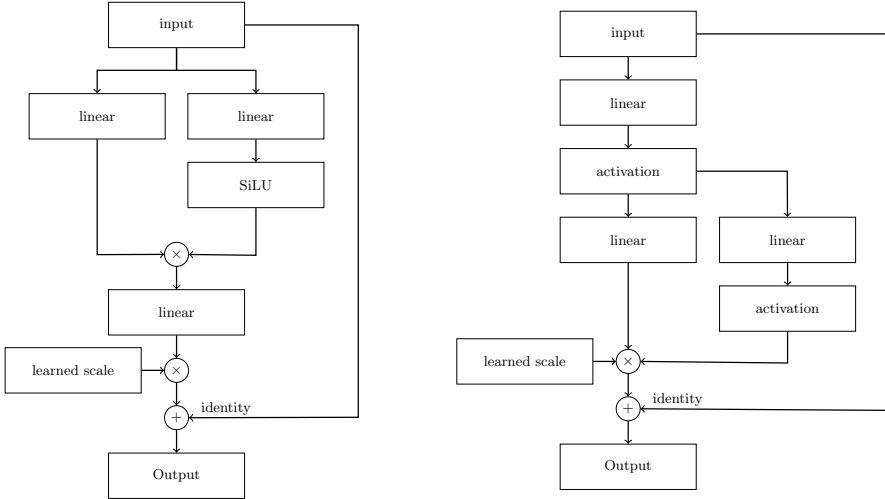 input
linear
linear
SiLU
×
linear
learned scale
×
+
identity
Output
input
linear
activation
linear
linear
activation
learned scale
×
+
identity
Output